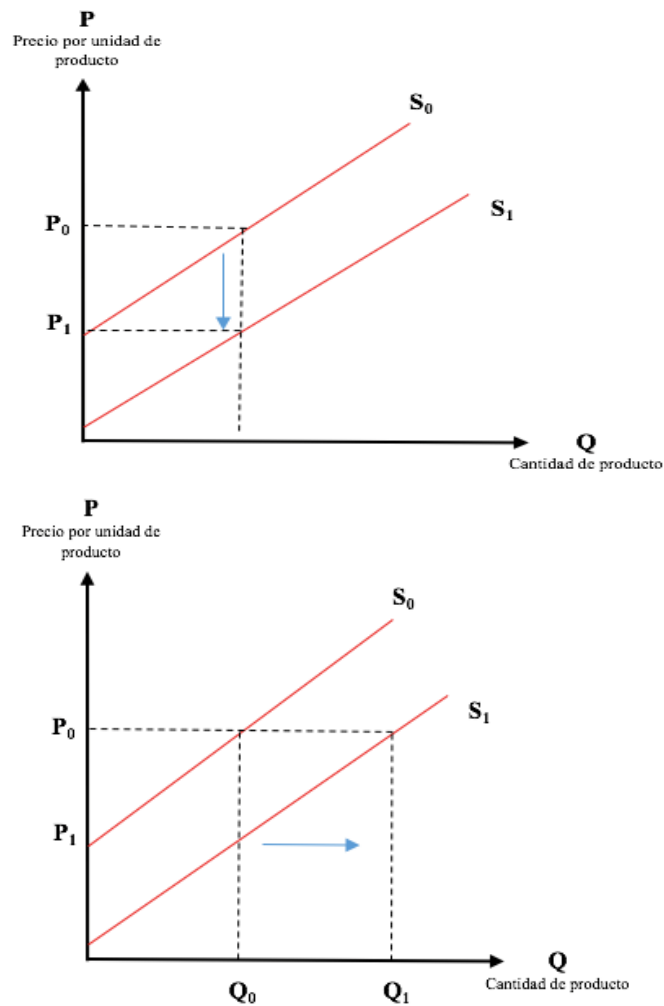 P
Precio por unidad de
producto
S₀
S₁
P₀
P₁
Q
Cantidad de producto
P
Precio por unidad de
producto
S₀
S₁
P₀
P₁
Q
Cantidad de producto
Q₀
Q₁